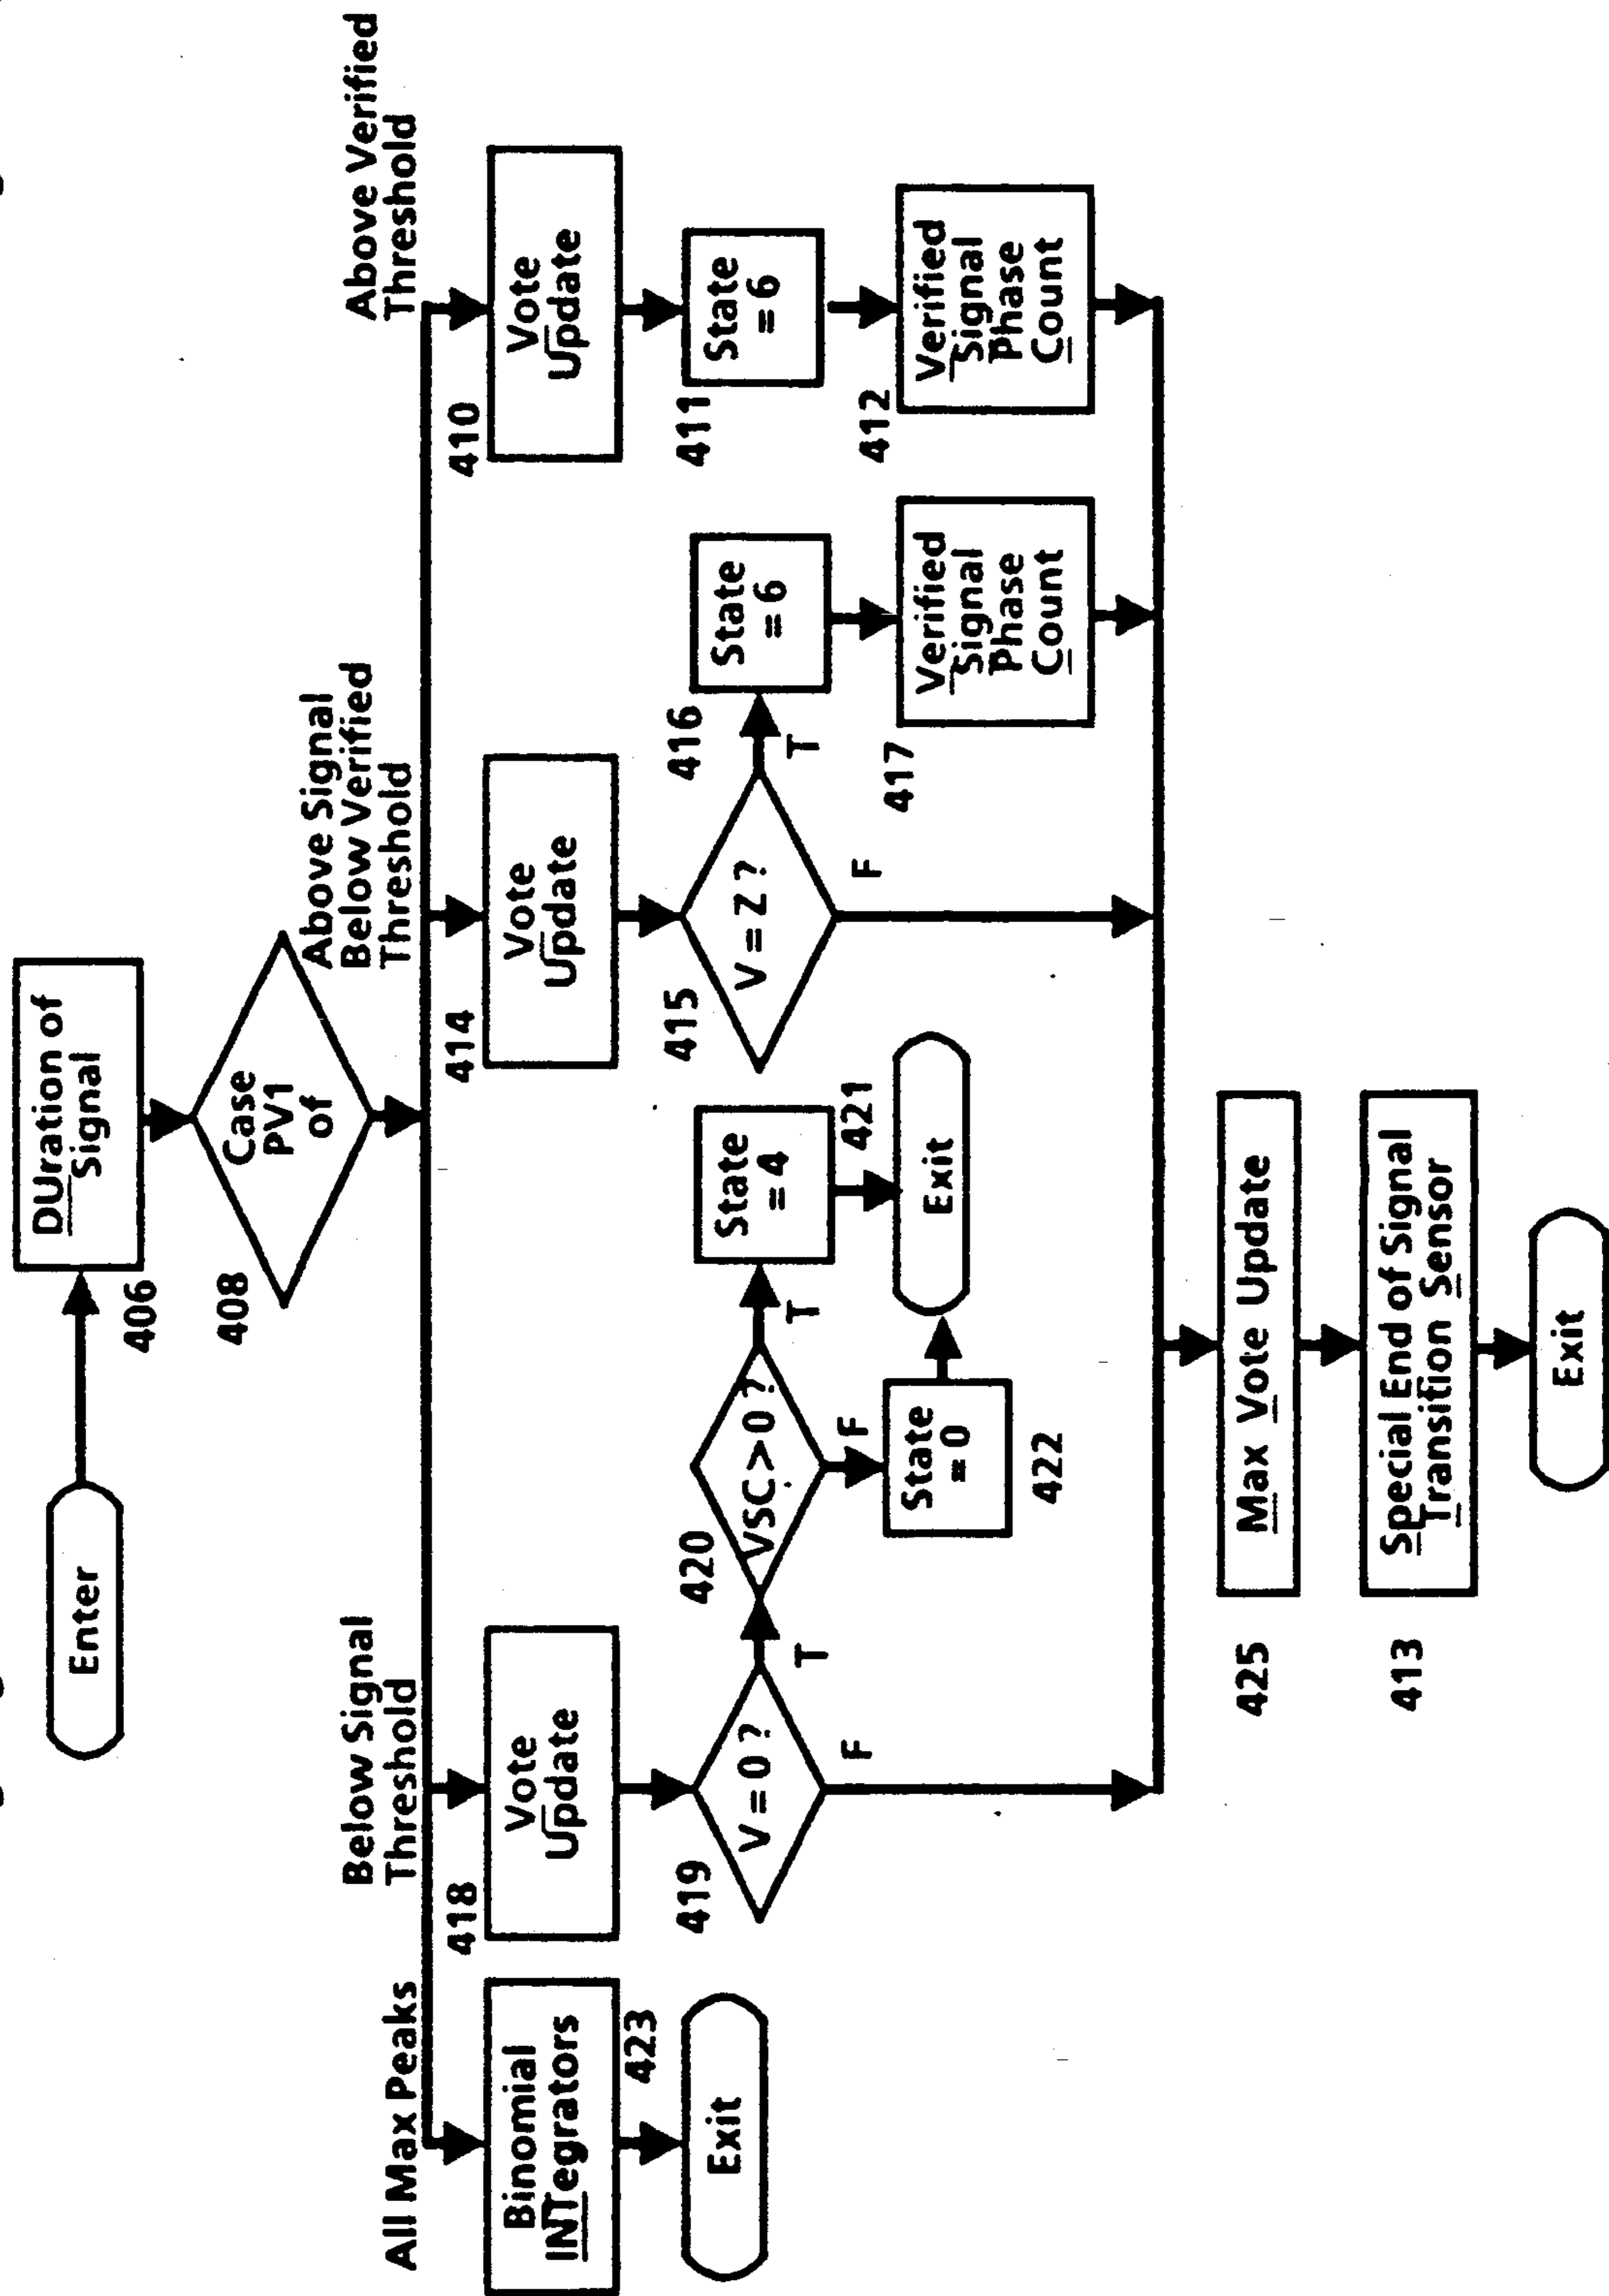 Enter
DUration of
Signal
406
Case
PV1
of
408
All Max Peaks
Below Signal
Threshold
Above Signal
Below Verified
Threshold
Above Verified
Threshold
Binomial
INTegrators
423
Exit
418
Vote
Update
419
V = 0 ?
T
F
420
VSC > 0 ?
T
F
State
= 4
421
Exit
State
= 0
422
414
Vote
Update
415
V = Z ?
T
F
416
State
= 6
417
Verified
Signal
Phase
Count
410
Vote
Update
411
State
= 6
412
Verified
Signal
Phase
Count
425
Max Vote Update
413
Special End of Signal
Transition Sensor
Exit